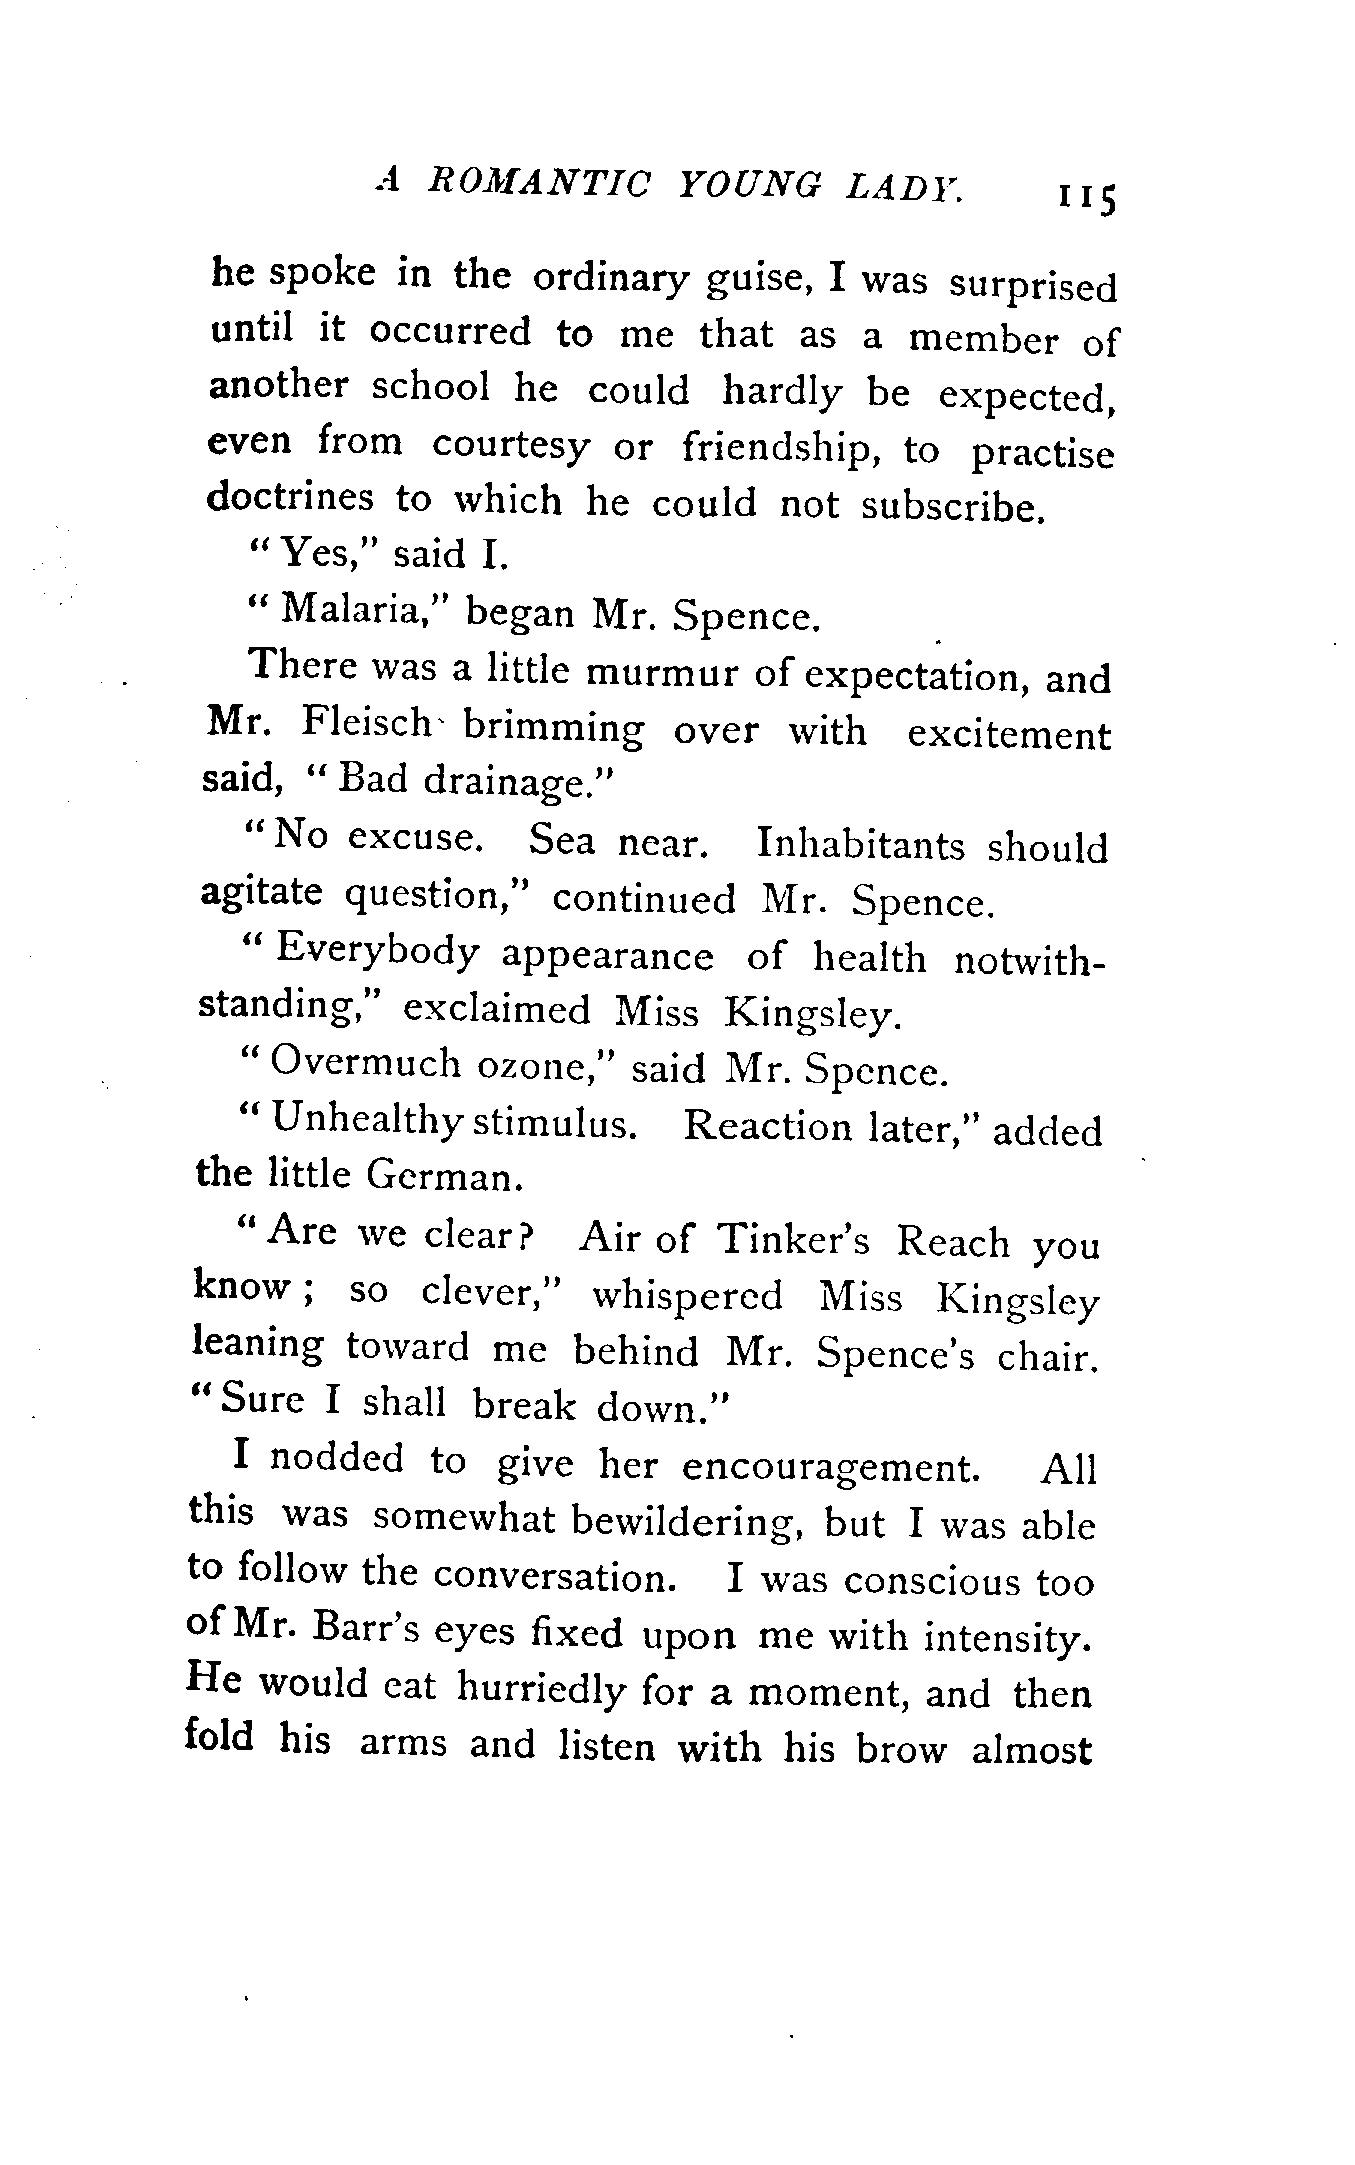 A ROMANTIC YOUNG LADY. 115
he spoke in the ordinary guise, I was surprised
until it occurred to me that as a member of
another school he could hardly be expected,
even from courtesy or friendship, to practise
doctrines to which he could not subscribe.
"Yes," said I.
"Malaria," began Mr. Spence.
There was a little murmur of expectation, and
Mr. Fleisch brimming over with excitement
said, "Bad drainage."
"No excuse. Sea near. Inhabitants should
agitate question," continued Mr. Spence.
"Everybody appearance of health notwith-
standing," exclaimed Miss Kingsley.
"Overmuch ozone," said Mr. Spence.
"Unhealthy stimulus. Reaction later," added
the little German.
"Are we clear? Air of Tinker's Reach you
know; so clever," whispered Miss Kingsley
leaning toward me behind Mr. Spence's chair.
"Sure I shall break down."
I nodded to give her encouragement. All
this was somewhat bewildering, but I was able
to follow the conversation. I was conscious too
of Mr. Barr's eyes fixed upon me with intensity.
He would eat hurriedly for a moment, and then
fold his arms and listen with his brow almost